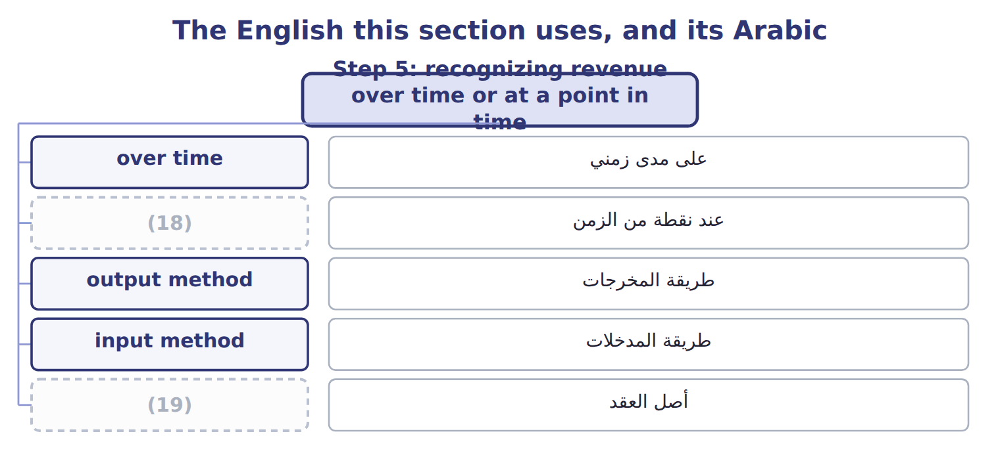 The English this section uses, and its Arabic
Step 5: recognizing revenue
over time or at a point in
time
over time
على مدى زمني
(18)
عند نقطة من الزمن
output method
طريقة المخرجات
input method
طريقة المدخلات
(19)
أصل العقد